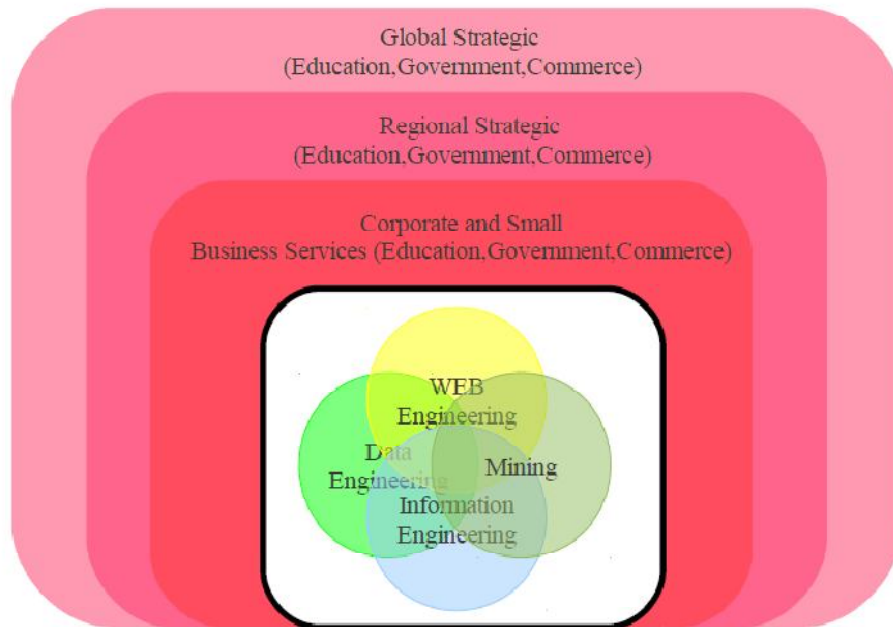 Global Strategic
(Education,Government,Commerce)
Regional Strategic
(Education,Government,Commerce)
Corporate and Small
Business Services (Education,Government,Commerce)
WEB
Engineering
Data
Engineering
Mining
Information
Engineering